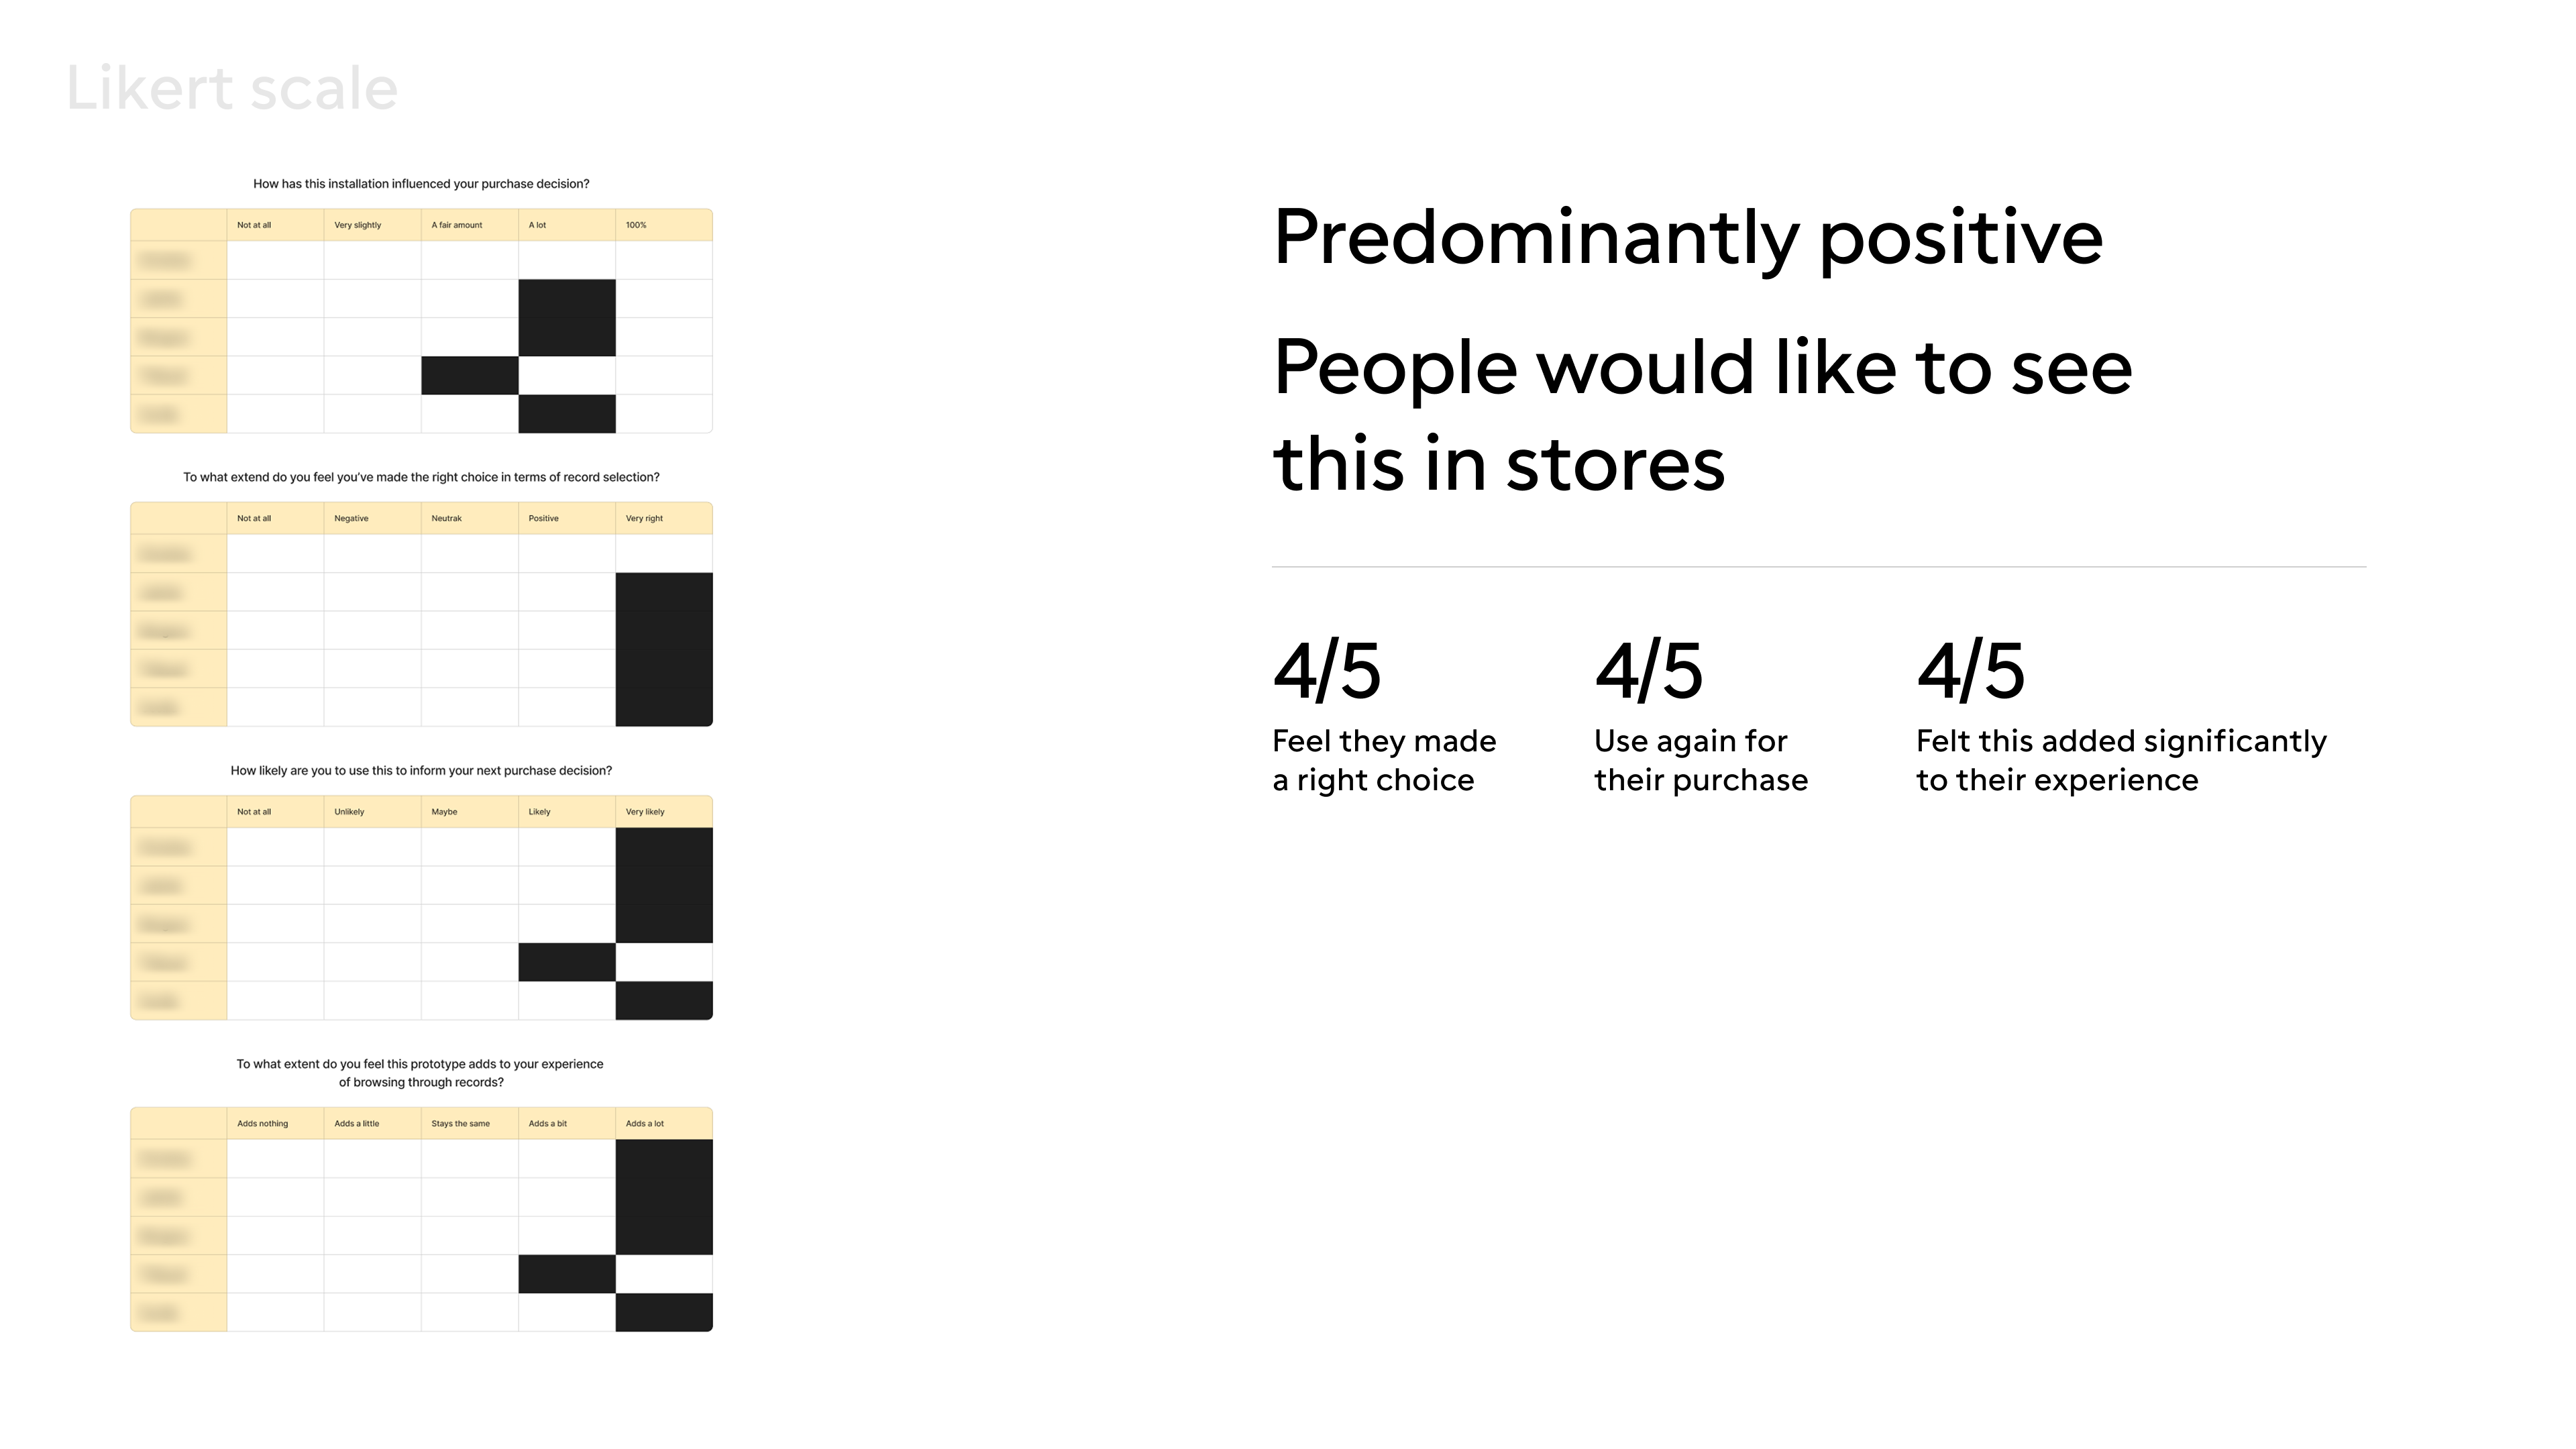 Likert scale
How has this installation influenced your purchase decision?
Not at all Very slightly A fair amount A lot 100%
To what extend do you feel you've made the right choice in terms of record selection?
Not at all Negative Neutrak Positive Very right
How likely are you to use this to inform your next purchase decision?
Not at all Unlikely Maybe Likely Very likely
To what extent do you feel this prototype adds to your experience
of browsing through records?
Adds nothing Adds a little Stays the same Adds a bit Adds a lot
Predominantly positive
People would like to see
this in stores
4/5
Feel they made
a right choice
4/5
Use again for
their purchase
4/5
Felt this added significantly
to their experience